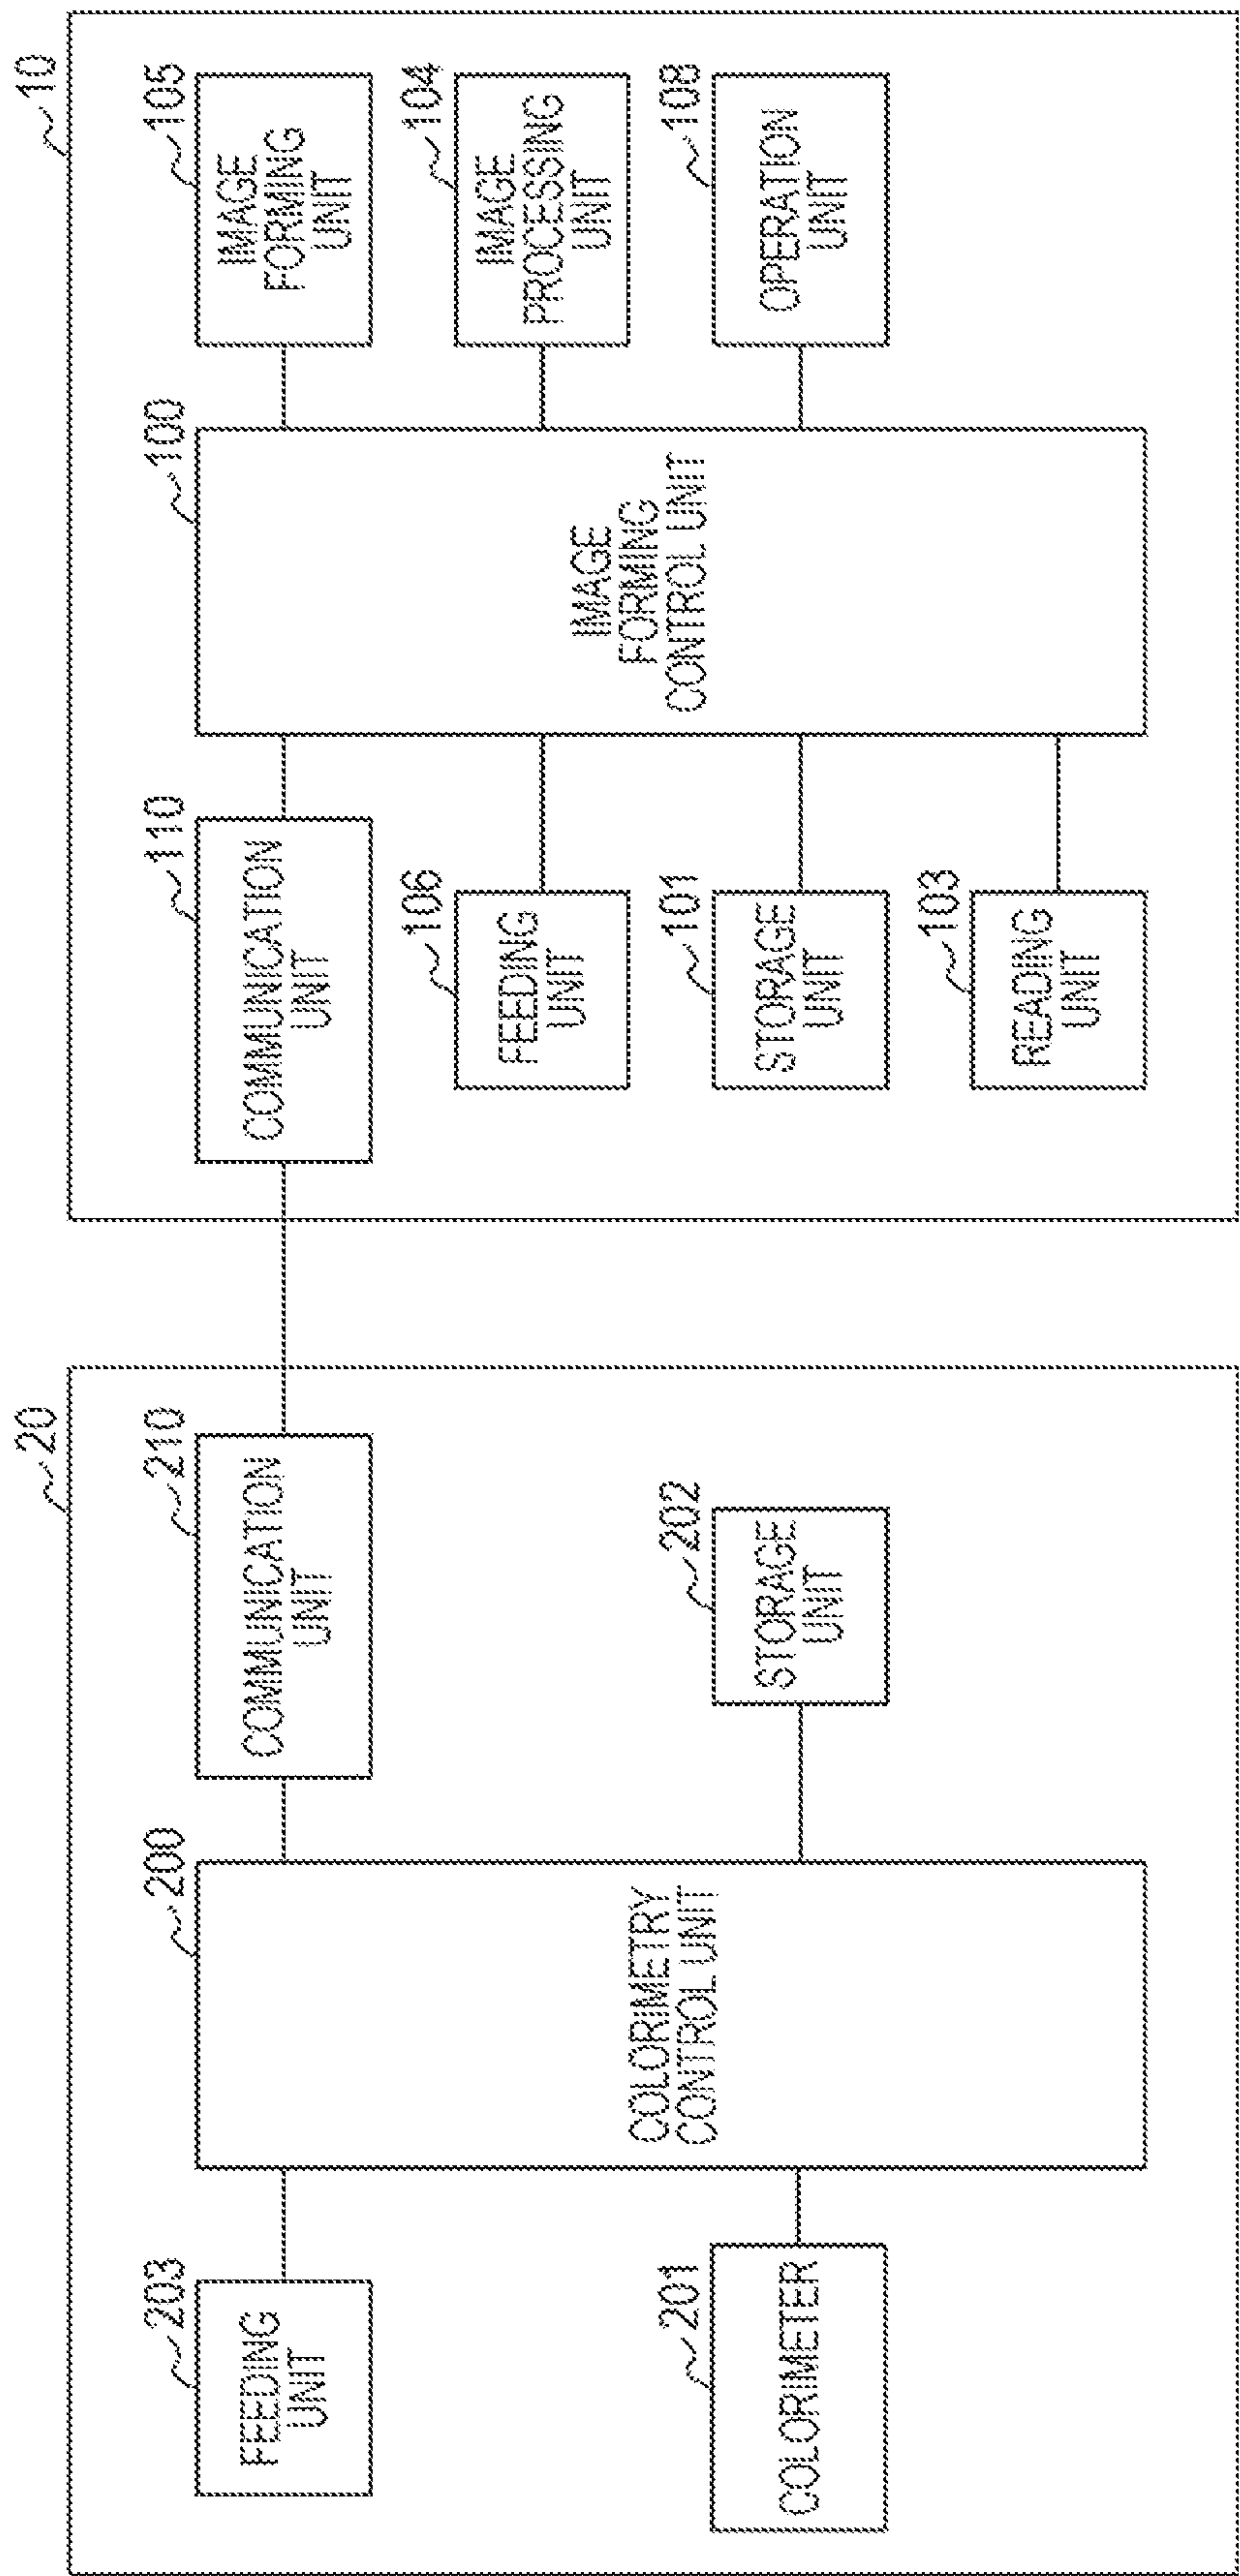 20
203
FEEDING
UNIT
200
210
COMMUNICATION
UNIT
COLORIMETRY
CONTROL UNIT
201
COLORIMETER
202
STORAGE
UNIT
10
110
COMMUNICATION
UNIT
100
105
IMAGE
FORMING
UNIT
106
FEEDING
UNIT
IMAGE
FORMING
CONTROL UNIT
104
IMAGE
PROCESSING
UNIT
101
STORAGE
UNIT
108
OPERATION
UNIT
103
READING
UNIT